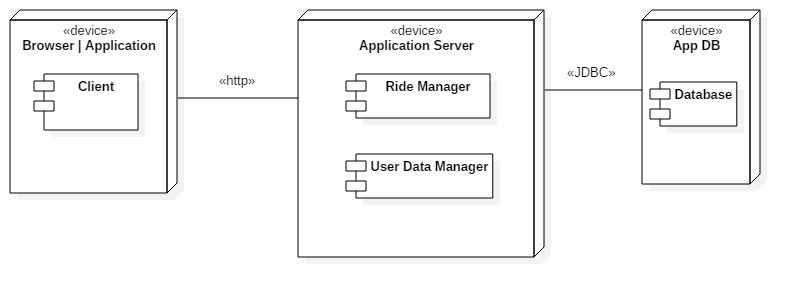 «device»
Browser | Application
Client
«http»
«device»
Application Server
Ride Manager
User Data Manager
«JDBC»
«device»
App DB
Database